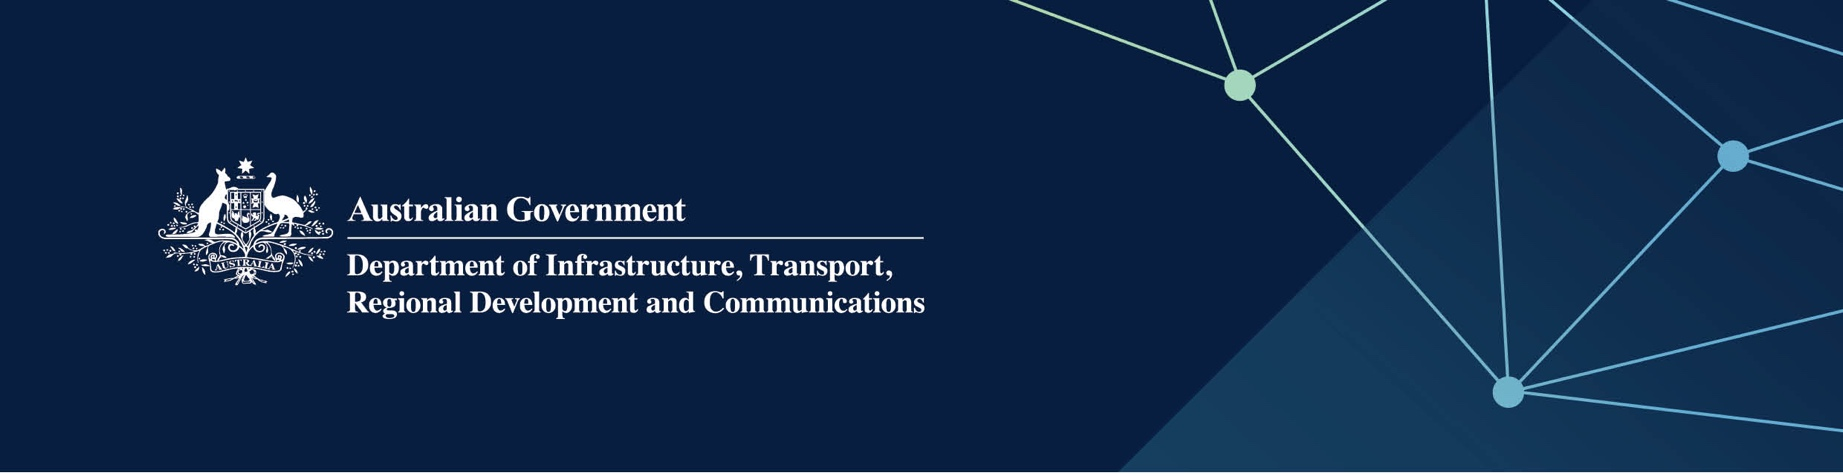 Australian Government
Department of Infrastructure, Transport,
Regional Development and Communications
AUSTRALIA